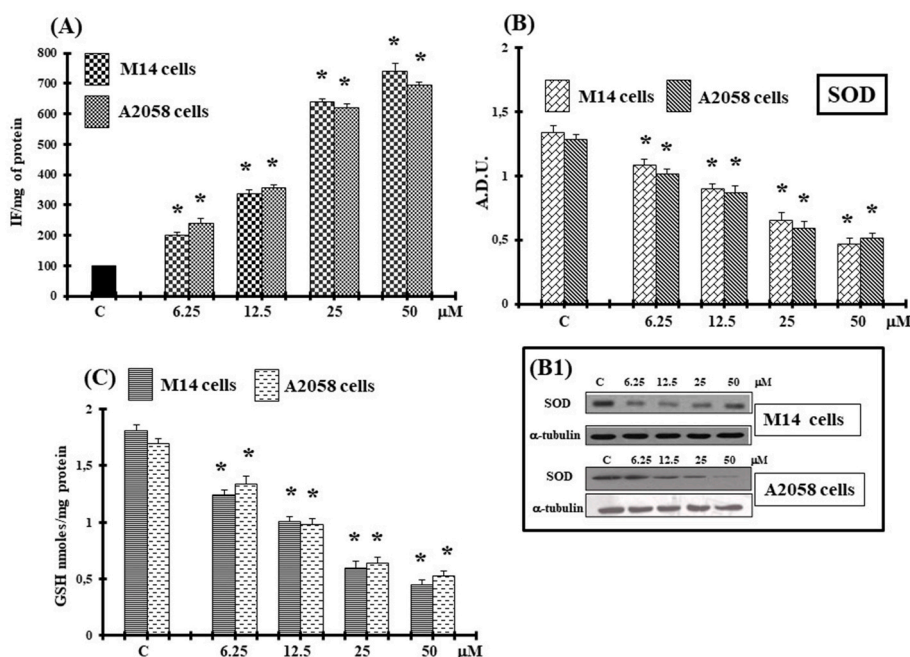 (A)
800
700
600
500
400
300
200
100
0
IF/mg of protein
M14 cells
A2058 cells
* *
* *
* *
* *
C 6.25 12.5 25 50 μM
(B)
2
1,5
1
0,5
0
A.D.U.
M14 cells A2058 cells
SOD
* *
* *
* *
* *
C 6.25 12.5 25 50 μM
(C)
M14 cells A2058 cells
2
1,5
1
0,5
0
GSH nmoles/mg protein
* *
* *
* *
* *
C 6.25 12.5 25 50 μM
(B1)
C 6.25 12.5 25 50 μM
SOD
α-tubulin
M14 cells
C 6.25 12.5 25 50 μM
SOD
α-tubulin
A2058 cells